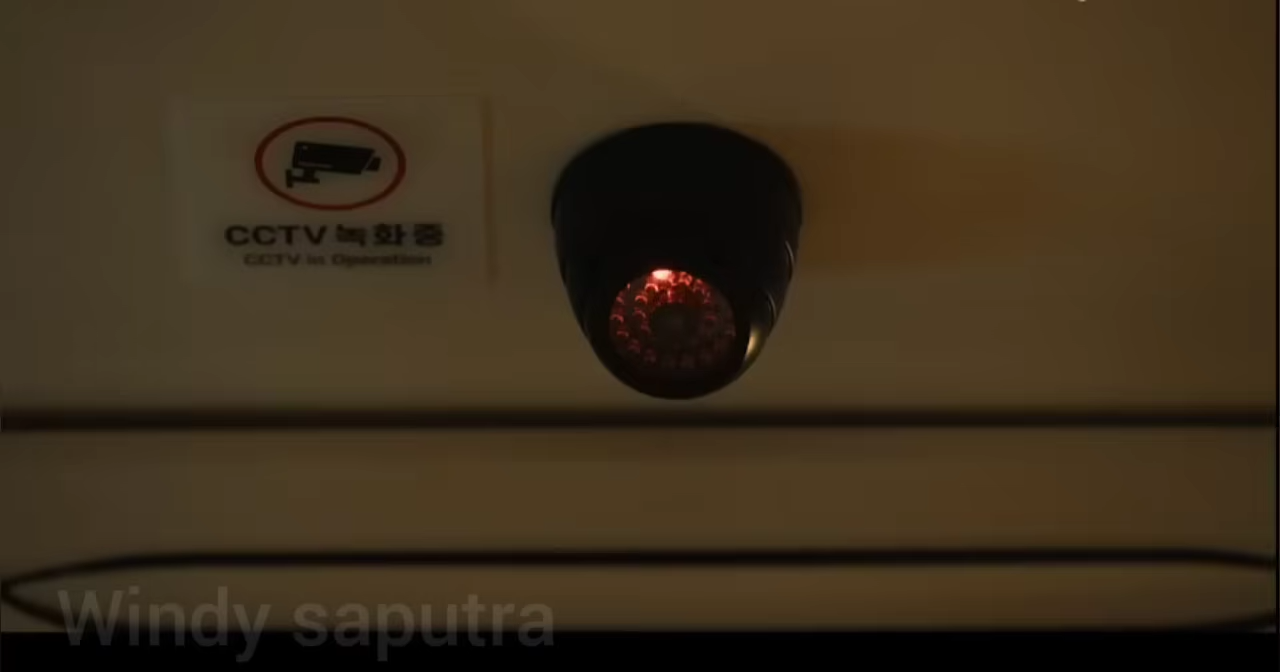 CCTV 녹화중
CCTV in Operation
Windy saputra